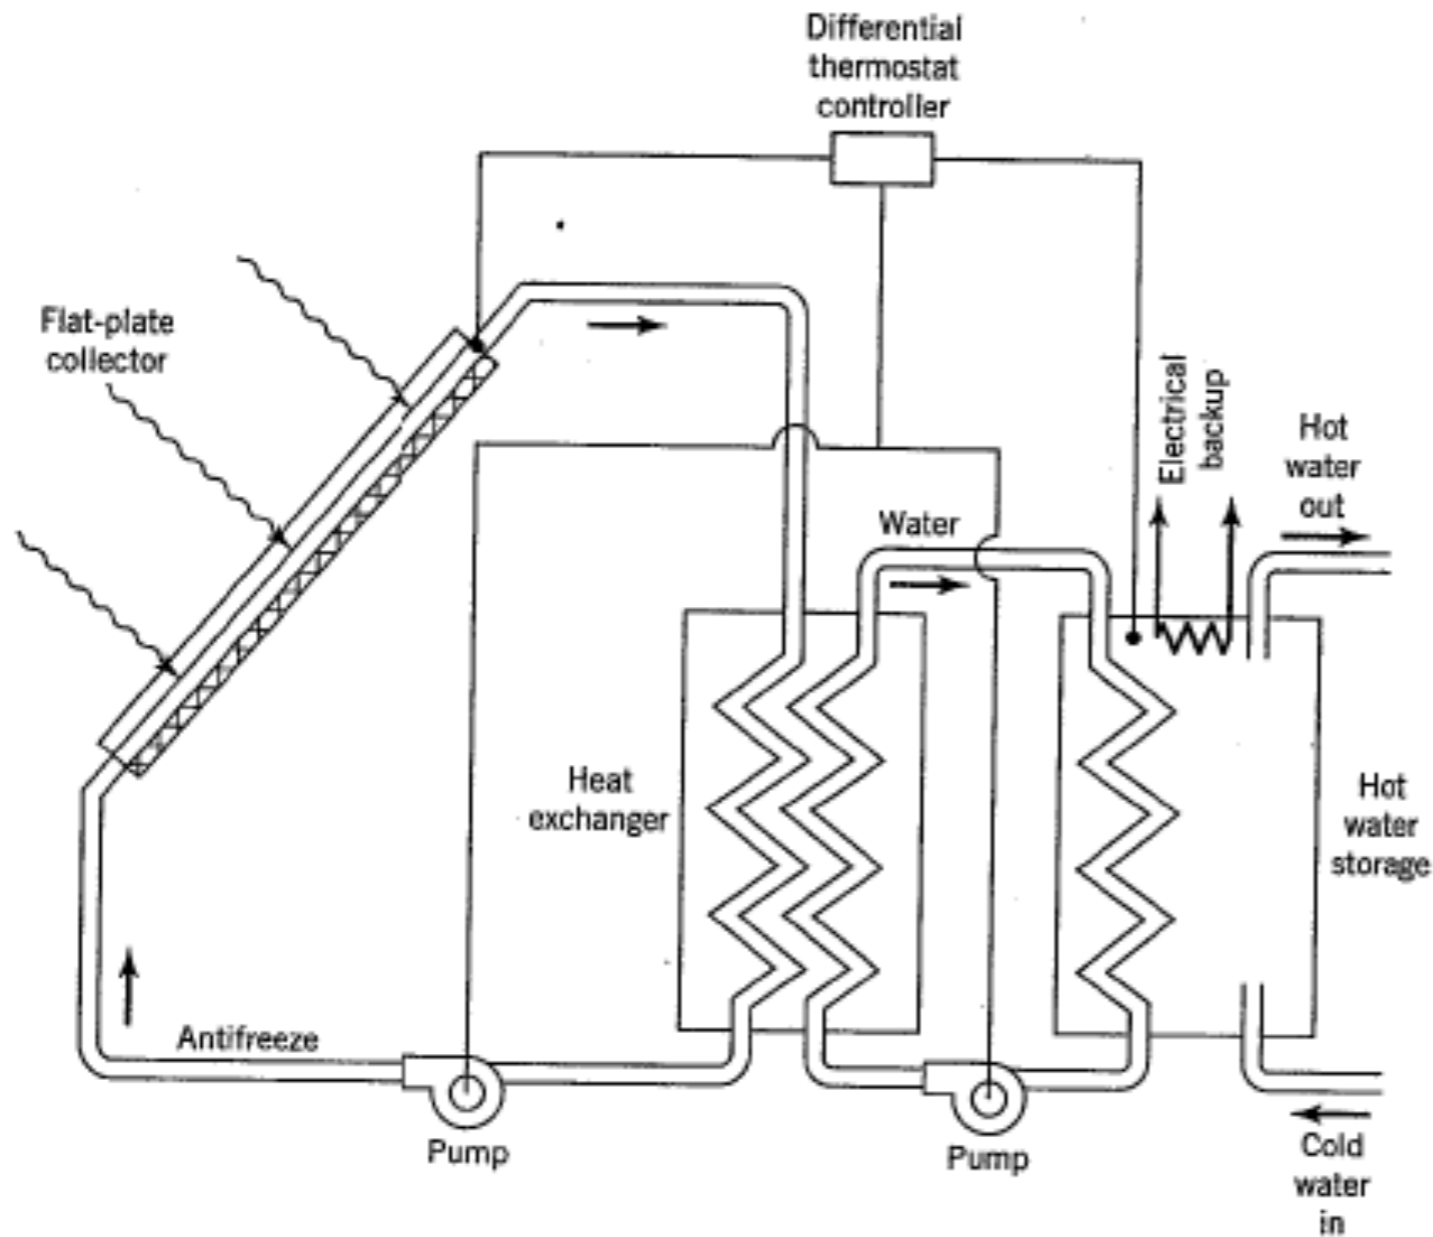 Differential
thermostat
controller
Flat-plate
collector
Electrical
backup
Hot
water
out
Water
Heat
exchanger
Hot
water
storage
Antifreeze
Pump
Pump
Cold
water
in